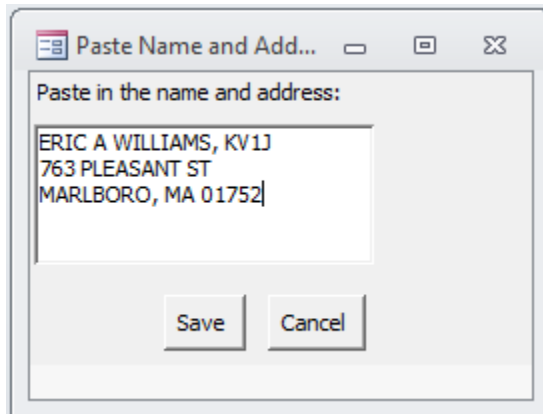 Paste Name and Add...
Paste in the name and address:
ERIC A WILLIAMS, KV1J
763 PLEASANT ST
MARLBORO, MA 01752
Save
Cancel